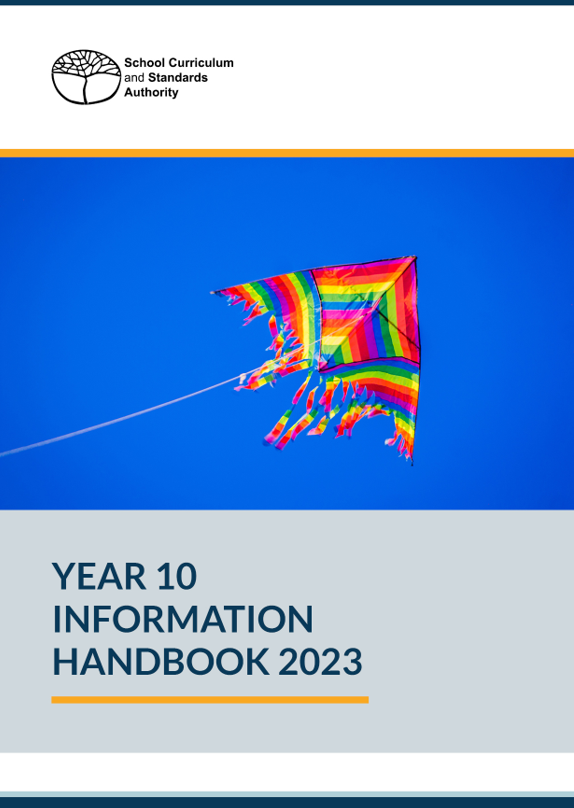 School Curriculum
and Standards
Authority
YEAR 10
INFORMATION
HANDBOOK 2023